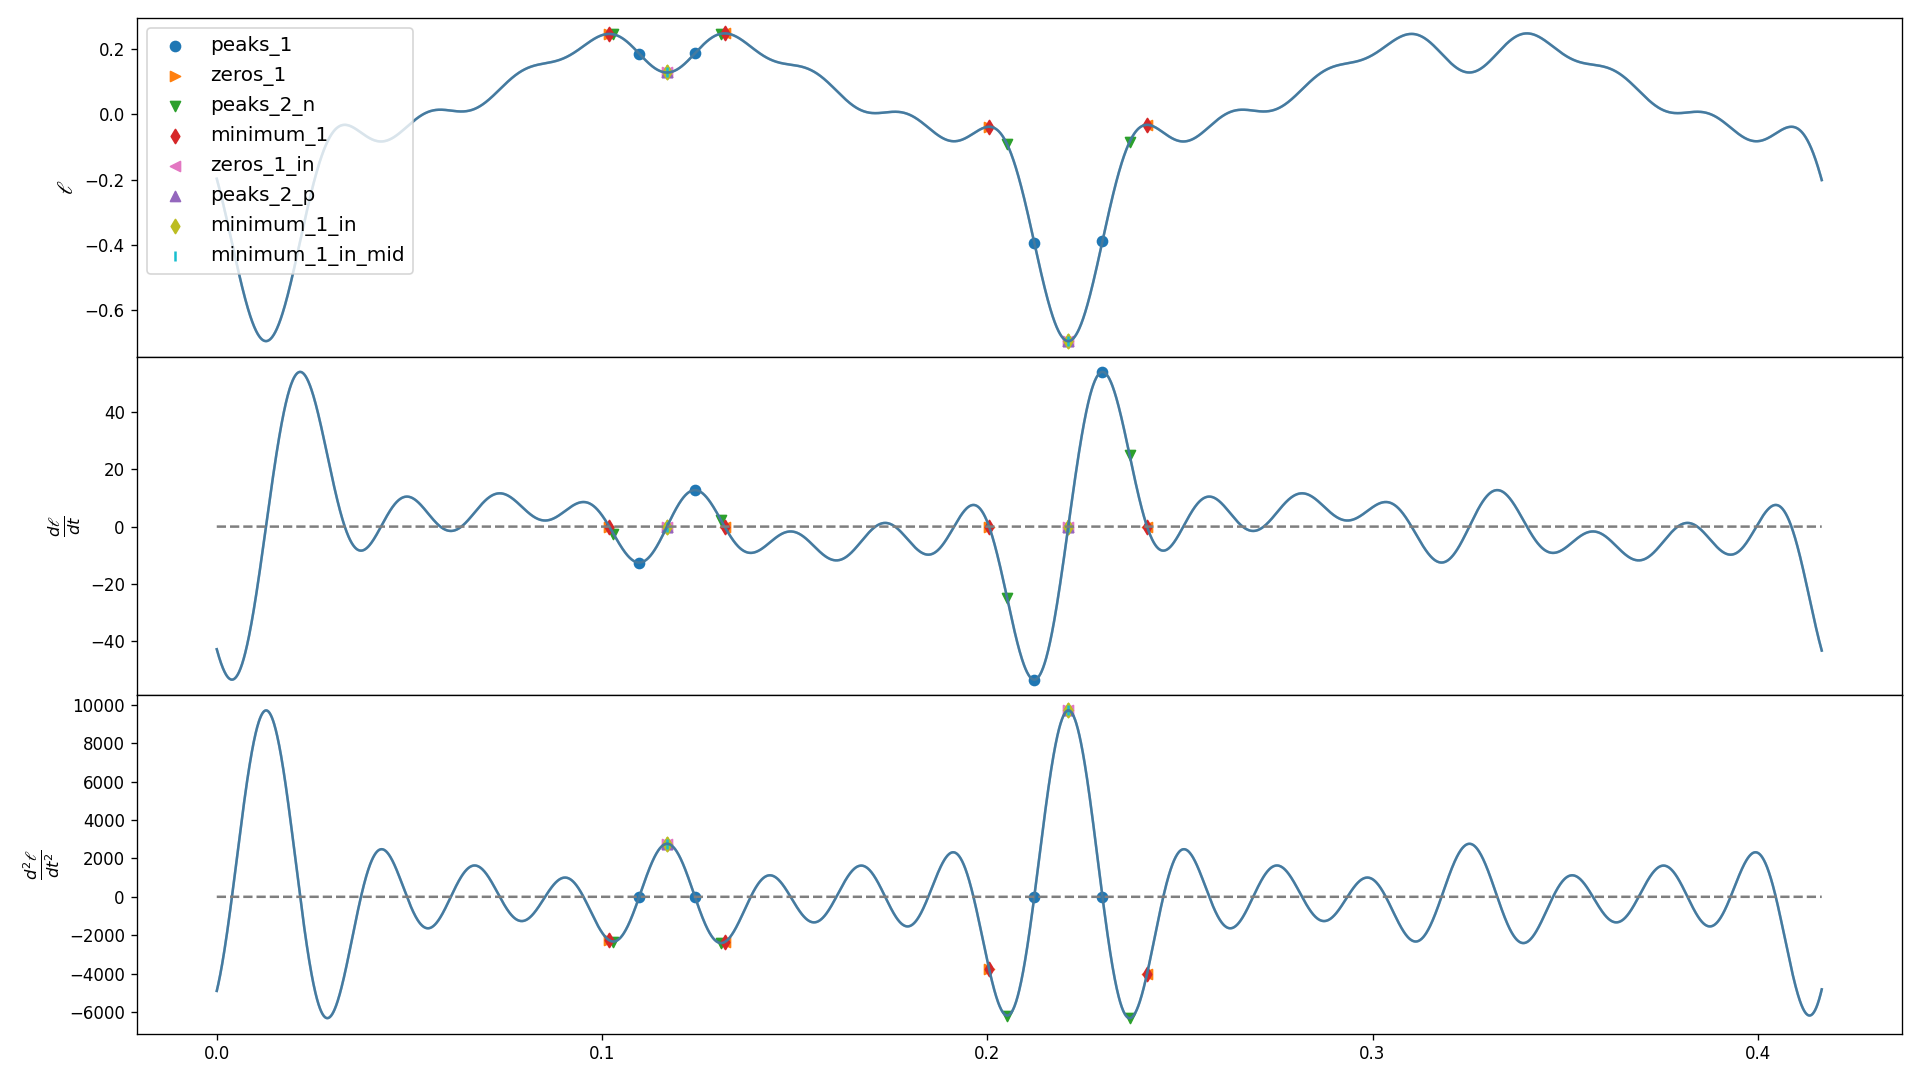 peaks_1
zeros_1
peaks_2_n
minimum_1
zeros_1_in
peaks_2_p
minimum_1_in
minimum_1_in_mid
0.2
0.0
−0.2
−0.4
−0.6
ℓ
40
20
0
−20
−40
dℓ
dt
10000
8000
6000
4000
2000
0
−2000
−4000
−6000
d²ℓ
dt²
0.0 0.1 0.2 0.3 0.4